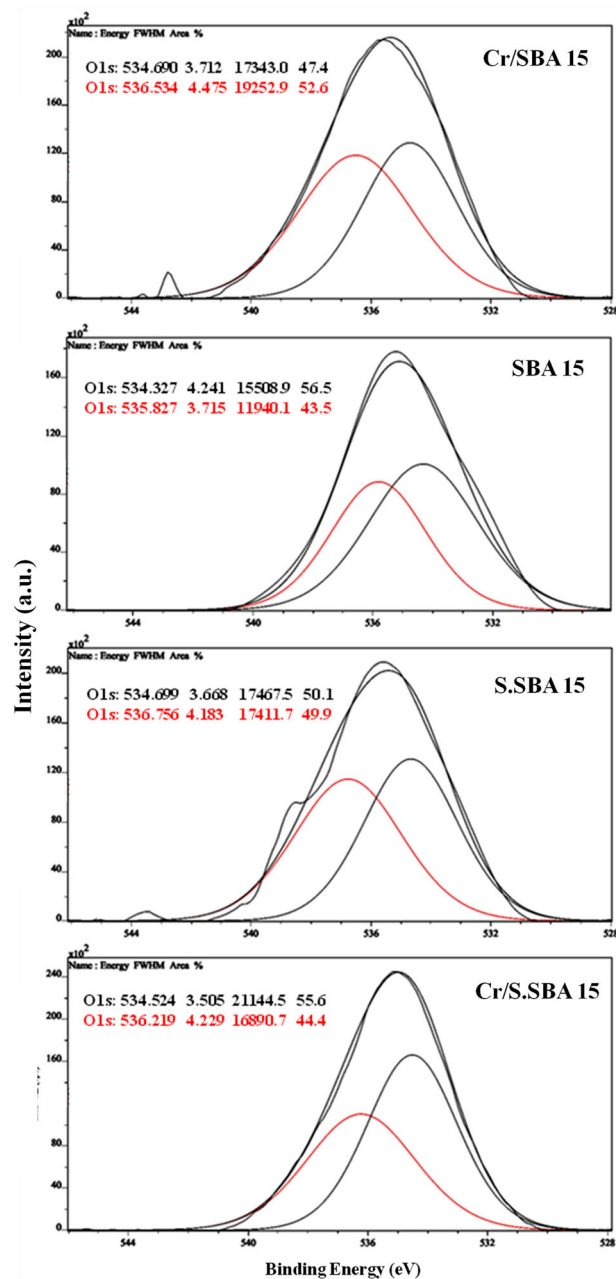 x10²
Name : Energy FWHM Area %
Cr/SBA 15
O1s: 534.690 3.712 17343.0 47.4
O1s: 536.534 4.475 19252.9 52.6
200
160
120
80
40
0
544 540 536 532 528
x10²
Name : Energy FWHM Area %
SBA 15
O1s: 534.327 4.241 15508.9 56.5
O1s: 535.827 3.715 11940.1 43.5
160
120
80
40
0
544 540 536 532
Intensity (a.u.)
x10²
Name : Energy FWHM Area %
S.SBA 15
O1s: 534.699 3.668 17467.5 50.1
O1s: 536.756 4.183 17411.7 49.9
200
160
120
80
40
0
544 540 536 532 528
x10²
Name : Energy FWHM Area %
Cr/S.SBA 15
O1s: 534.524 3.505 21144.5 55.6
O1s: 536.219 4.229 16890.7 44.4
240
200
160
120
80
40
0
544 540 536 532 528
Binding Energy (eV)